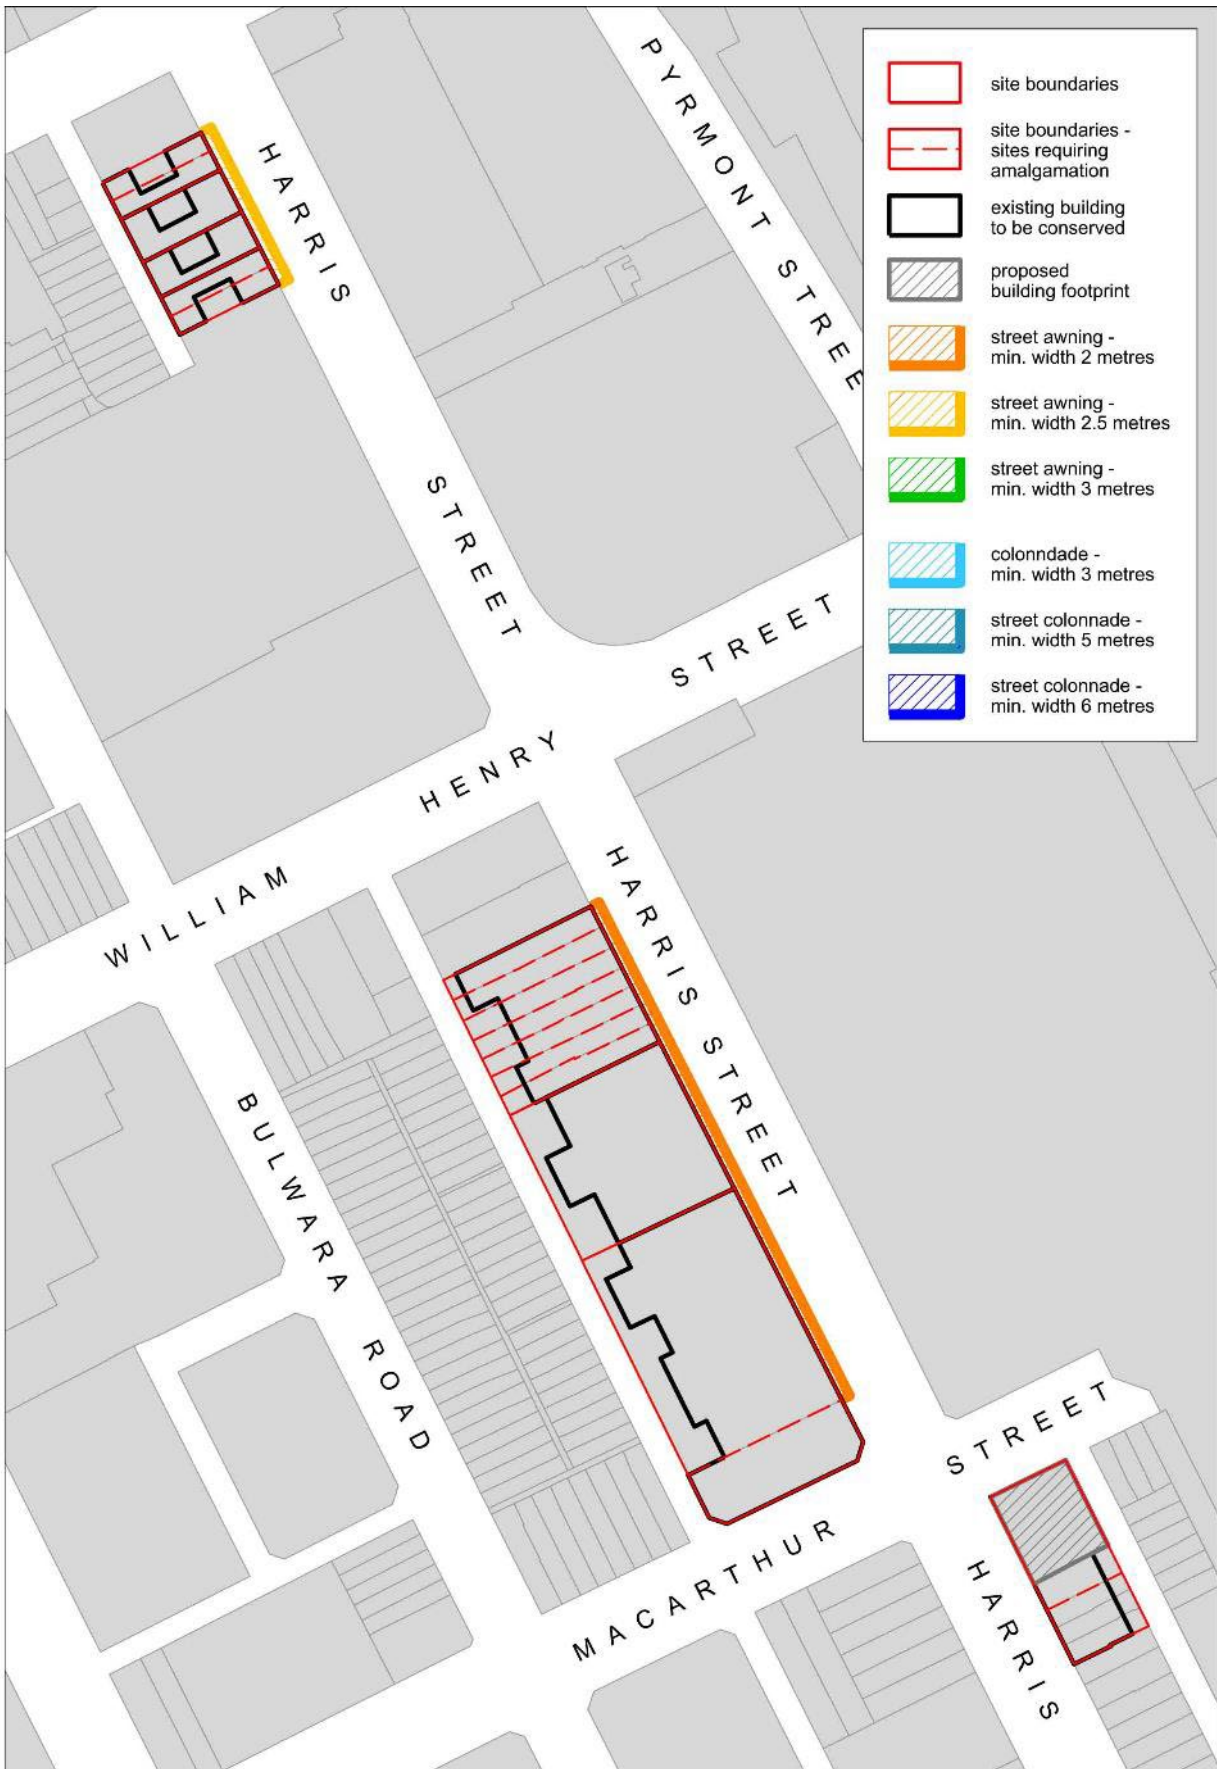 HARRIS
STREET
PYRMONT STREE
WILLIAM
HENRY
STREET
HARRIS STREET
BULWARA
ROAD
MACARTHUR
STREET
HARRIS
site boundaries
site boundaries -
sites requiring
amalgamation
existing building
to be conserved
proposed
building footprint
street awning -
min. width 2 metres
street awning -
min. width 2.5 metres
street awning -
min. width 3 metres
colonndade -
min. width 3 metres
street colonnade -
min. width 5 metres
street colonnade -
min. width 6 metres